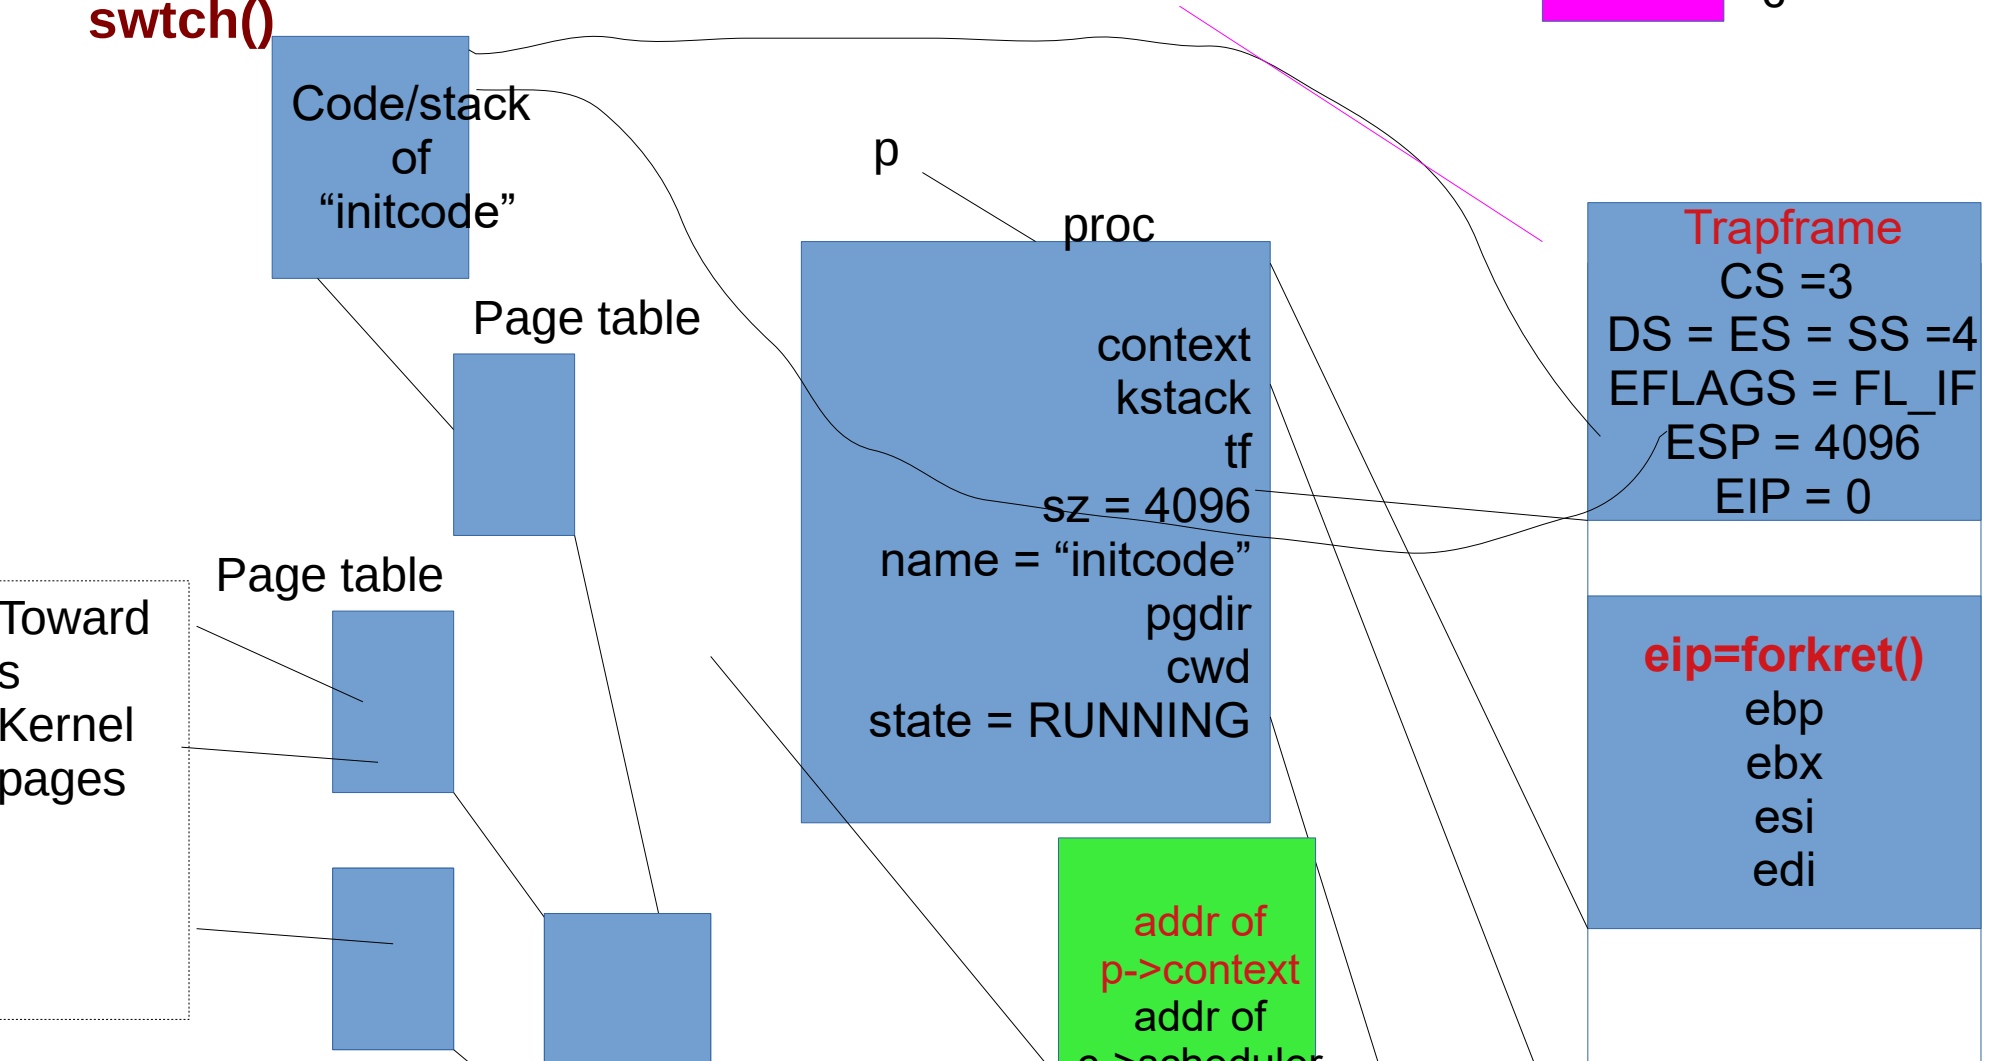 swtch()
Code/stack
of
“initcode”
p
proc
Page table
context
kstack
tf
sz = 4096
name = “initcode”
pgdir
cwd
state = RUNNING
Trapframe
CS =3
DS = ES = SS =4
EFLAGS = FL_IF
ESP = 4096
EIP = 0
Page table
Toward
s
Kernel
pages
eip=forkret()
ebp
ebx
esi
edi
addr of
p->context
addr of
c->scheduler